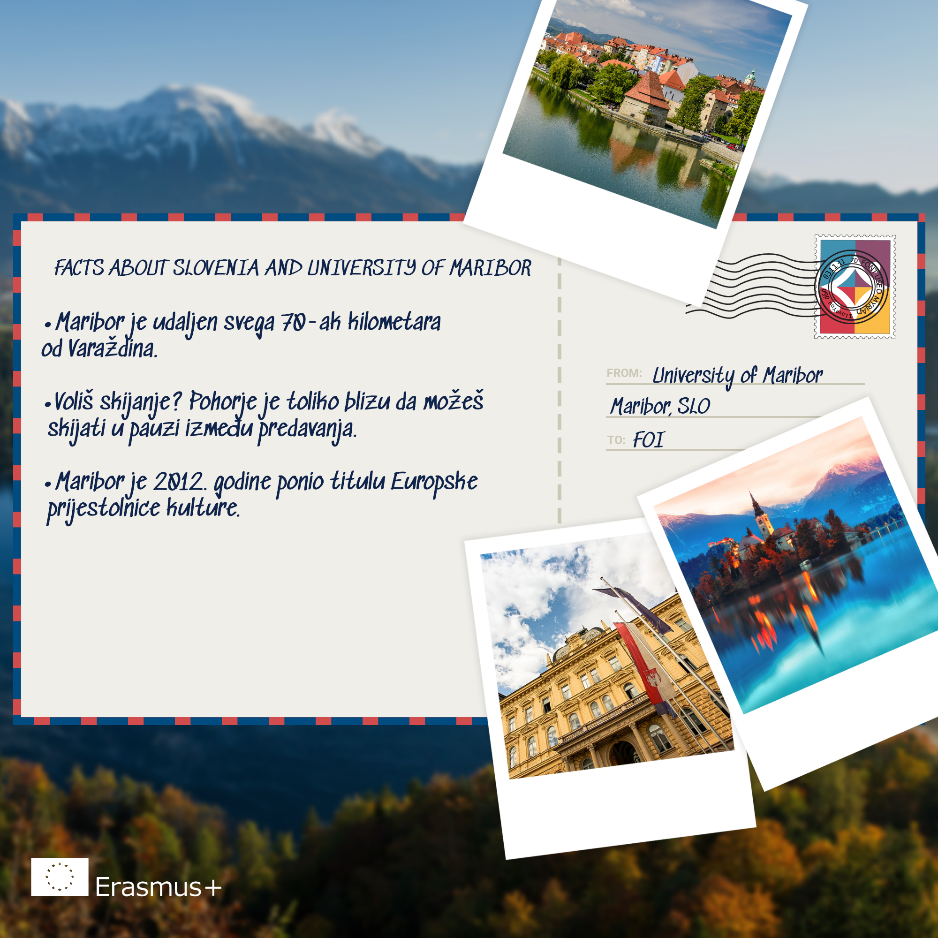 FACTS ABOUT SLOVENIA AND UNIVERSITY OF MARIBOR
• Maribor je udaljen svega 70-ak kilometara
od Varaždina.
• Voliš skijanje? Pohorje je toliko blizu da možeš
skijati u pauzi između predavanja.
• Maribor je 2012. godine ponio titulu Europske
prijestolnice kulture.
FROM: University of Maribor
Maribor, SLO
TO: FOI
Erasmus+